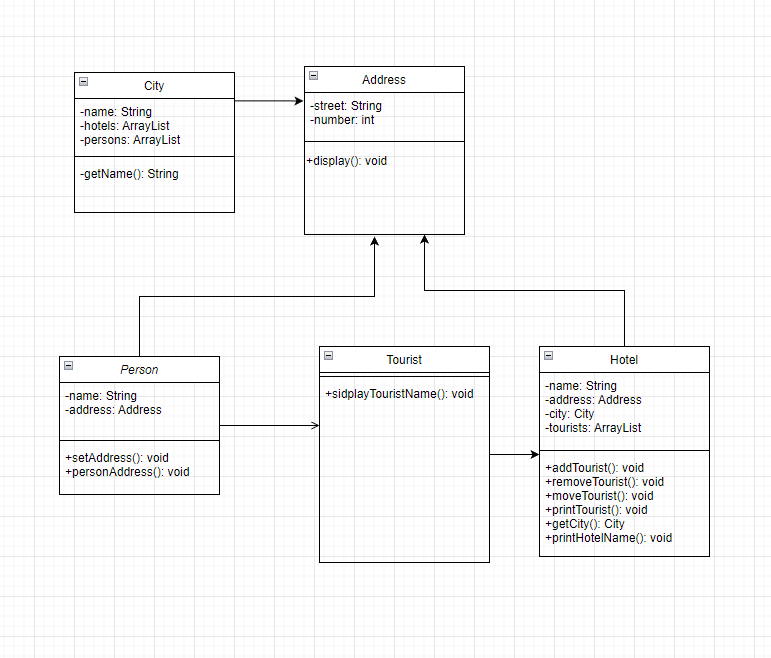 City
-name: String
-hotels: ArrayList
-persons: ArrayList
-getName(): String
Address
-street: String
-number: int
+display(): void
Person
-name: String
-address: Address
+setAddress(): void
+personAddress(): void
Tourist
+sidplayTouristName(): void
Hotel
-name: String
-address: Address
-city: City
-tourists: ArrayList
+addTourist(): void
+removeTourist(): void
+moveTourist(): void
+printTourist(): void
+getCity(): City
+printHotelName(): void